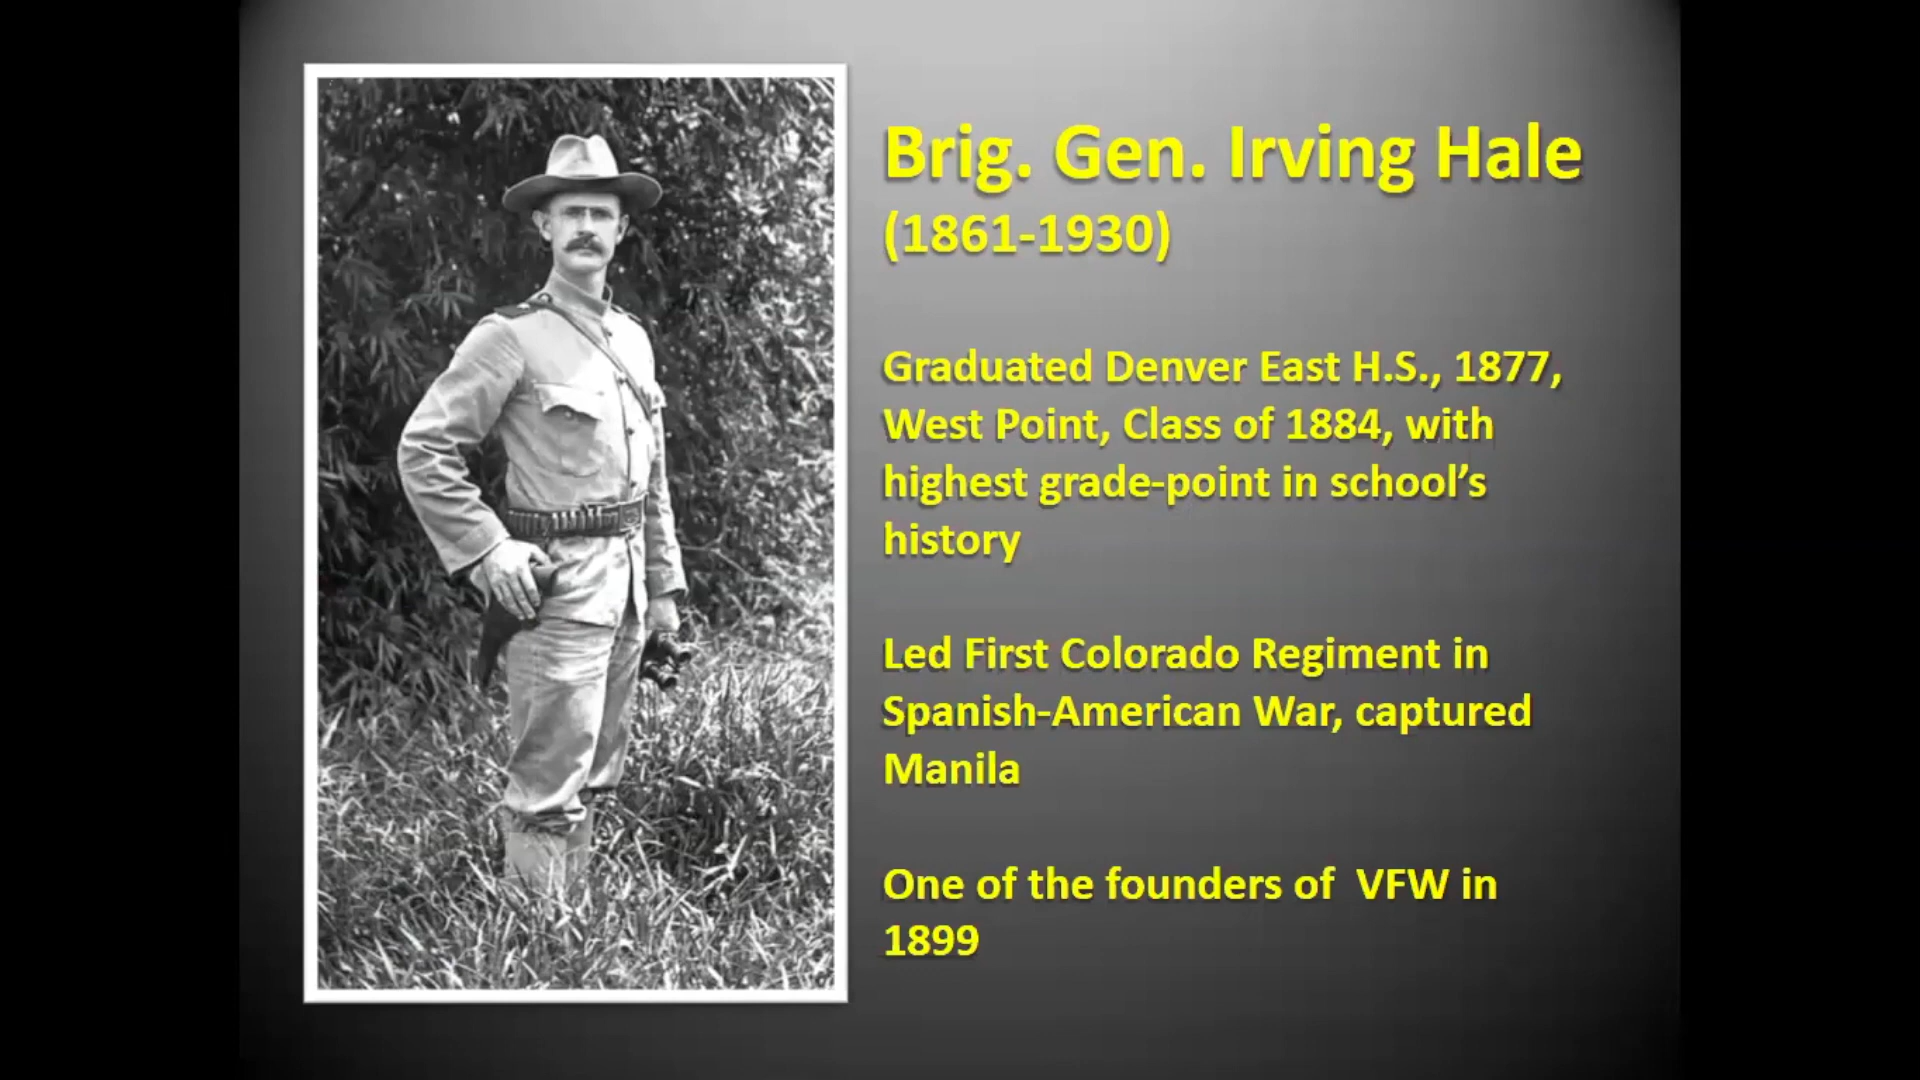 Brig. Gen. Irving Hale
(1861-1930)
Graduated Denver East H.S., 1877,
West Point, Class of 1884, with
highest grade-point in school’s
history
Led First Colorado Regiment in
Spanish-American War, captured
Manila
One of the founders of  VFW in
1899